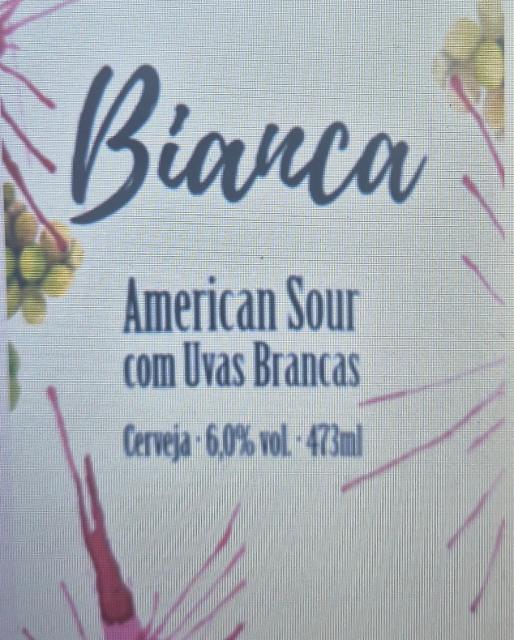 Bianca
American Sour
com Uvas Brancas
Cerveja · 6,0% vol. · 473ml